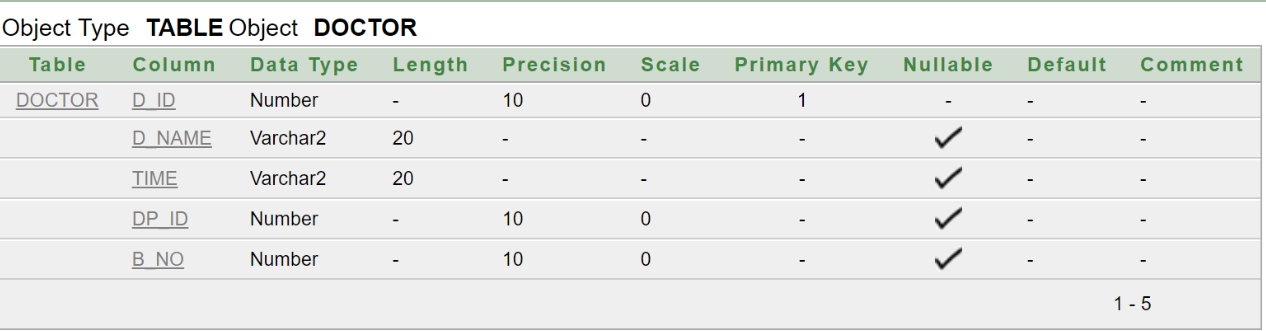 Object Type TABLE Object DOCTOR
Table Column Data Type Length Precision Scale Primary Key Nullable Default Comment
DOCTOR D_ID Number - 10 0 1 - - -
D_NAME Varchar2 20 - - - ✓ - -
TIME Varchar2 20 - - - ✓ - -
DP_ID Number - 10 0 - ✓ - -
B_NO Number - 10 0 - ✓ - -
1 - 5